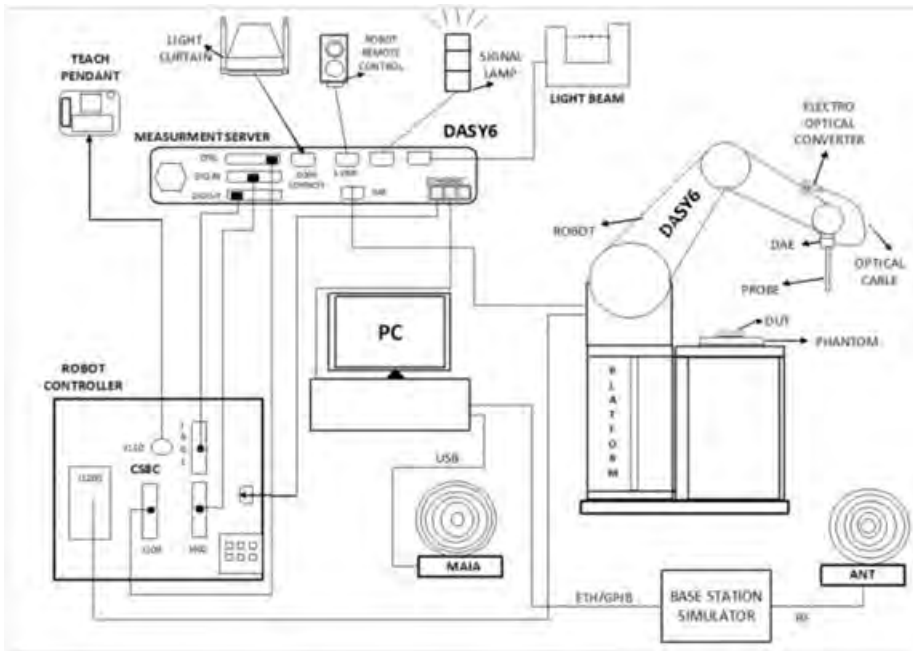 LIGHT
CURTAIN
ROBOT
REMOTE
CONTROL
SIGNAL
LAMP
TEACH
PENDANT
LIGHT BEAM
ELECTRO
OPTICAL
CONVERTER
MEASURMENT SERVER
DASY6
DASY6
ROBOT
DAE
OPTICAL
CABLE
PROBE
DUT
PHANTOM
PC
PLATFORM
ROBOT
CONTROLLER
CS8C
USB
MAIA
ANT
ETH/GPIB
BASE STATION
SIMULATOR
RF